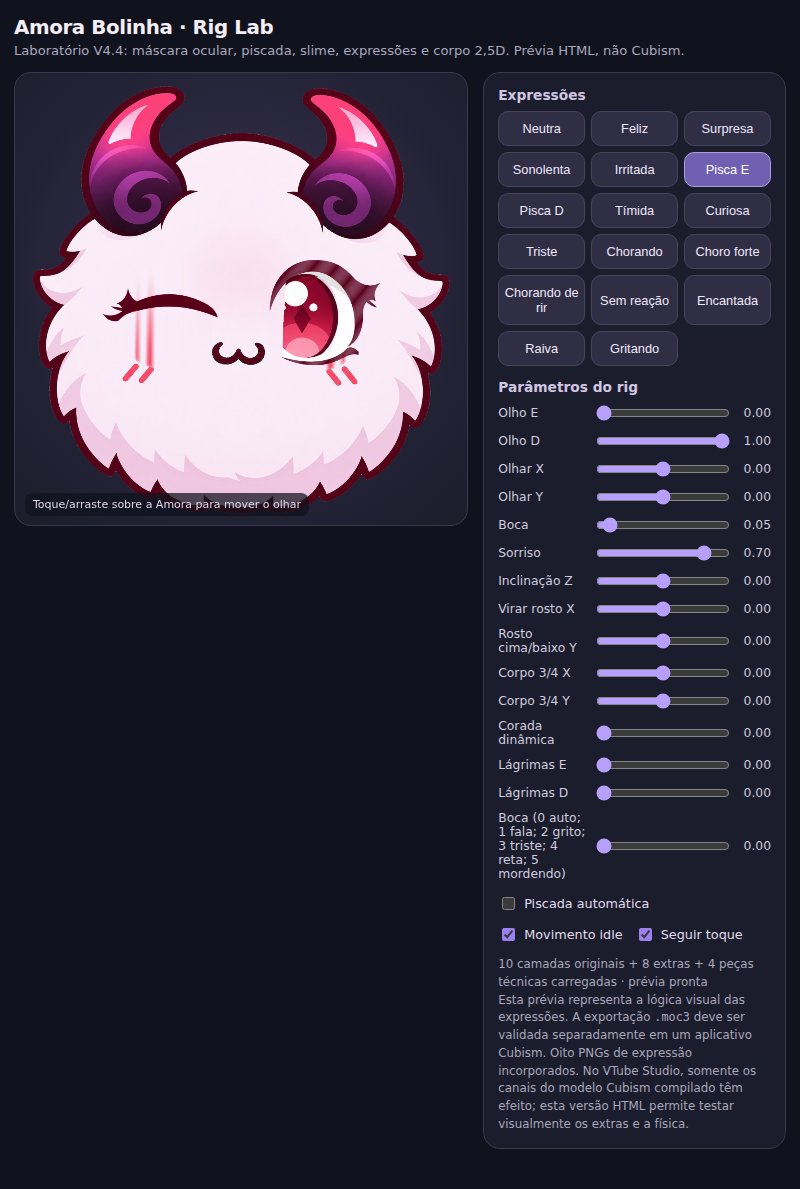 Amora Bolinha · Rig Lab
Laboratório V4.4: máscara ocular, piscada, slime, expressões e corpo 2,5D. Prévia HTML, não Cubism.
Toque/arraste sobre a Amora para mover o olhar
Expressões
Neutra
Feliz
Surpresa
Sonolenta
Irritada
Pisca E
Pisca D
Tímida
Curiosa
Triste
Chorando
Choro forte
Chorando de
rir
Sem reação
Encantada
Raiva
Gritando
Parâmetros do rig
Olho E 0.00
Olho D 1.00
Olhar X 0.00
Olhar Y 0.00
Boca 0.05
Sorriso 0.70
Inclinação Z 0.00
Virar rosto X 0.00
Rosto
cima/baixo Y 0.00
Corpo 3/4 X 0.00
Corpo 3/4 Y 0.00
Corada
dinâmica 0.00
Lágrimas E 0.00
Lágrimas D 0.00
Boca (0 auto;
1 fala; 2 grito;
3 triste; 4 0.00
reta; 5
mordendo)
Piscada automática
Movimento idle Seguir toque
10 camadas originais + 8 extras + 4 peças
técnicas carregadas · prévia pronta
Esta prévia representa a lógica visual das
expressões. A exportação .moc3 deve ser
validada separadamente em um aplicativo
Cubism. Oito PNGs de expressão
incorporados. No VTube Studio, somente os
canais do modelo Cubism compilado têm
efeito; esta versão HTML permite testar
visualmente os extras e a física.